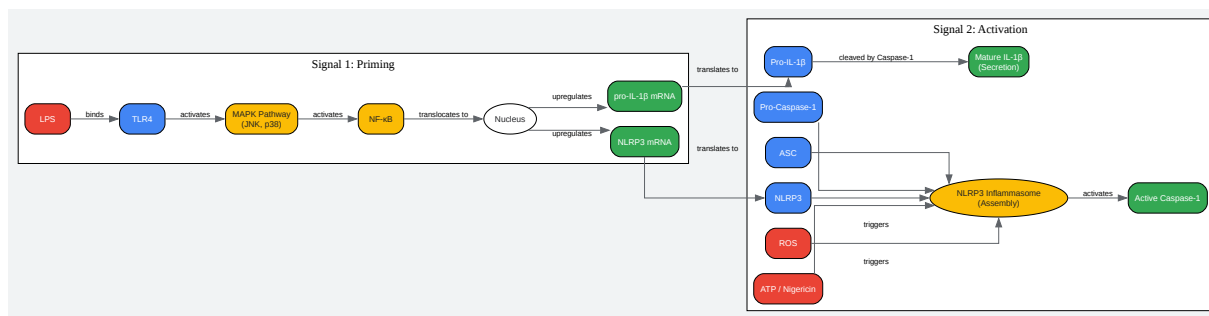 Signal 1: Priming
LPS
binds
TLR4
activates
MAPK Pathway
(JNK, p38)
activates
NF-κB
translocates to
Nucleus
upregulates
upregulates
pro-IL-1β mRNA
NLRP3 mRNA
translates to
translates to
Signal 2: Activation
Pro-IL-1β
cleaved by Caspase-1
Mature IL-1β
(Secretion)
Pro-Caspase-1
ASC
NLRP3
NLRP3 Inflammasome
(Assembly)
activates
Active Caspase-1
triggers
ROS
triggers
ATP / Nigericin